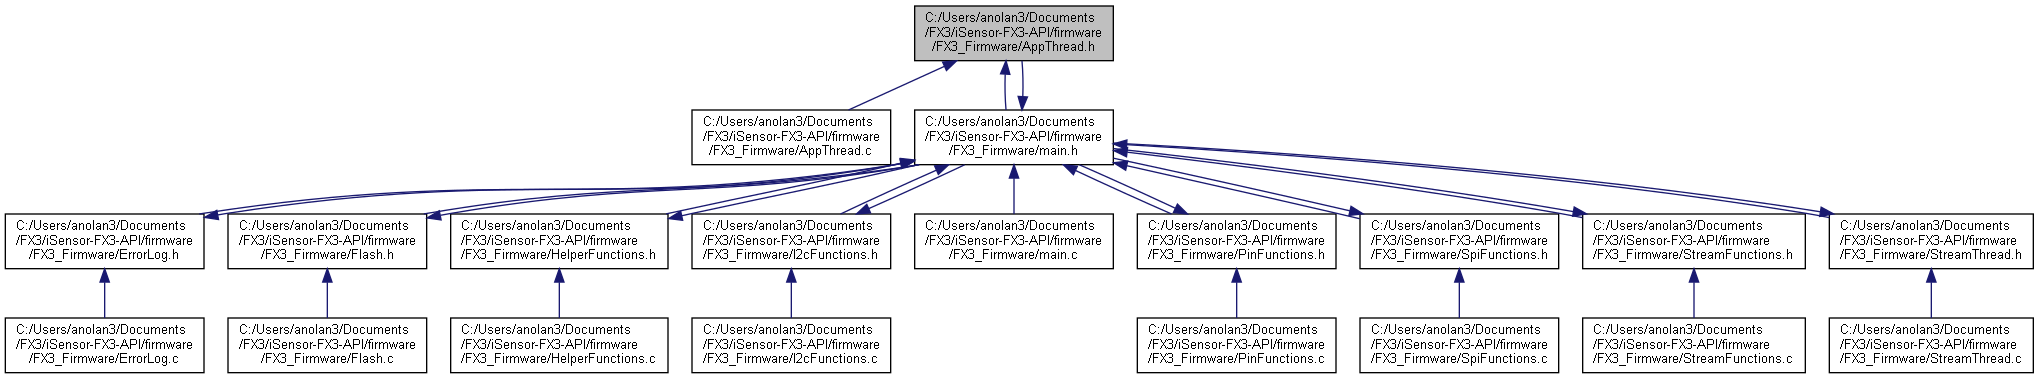 C:/Users/anolan3/Documents
/FX3/iSensor-FX3-API/firmware
/FX3_Firmware/AppThread.h
C:/Users/anolan3/Documents
/FX3/iSensor-FX3-API/firmware
/FX3_Firmware/AppThread.c
C:/Users/anolan3/Documents
/FX3/iSensor-FX3-API/firmware
/FX3_Firmware/main.h
C:/Users/anolan3/Documents
/FX3/iSensor-FX3-API/firmware
/FX3_Firmware/ErrorLog.h
C:/Users/anolan3/Documents
/FX3/iSensor-FX3-API/firmware
/FX3_Firmware/Flash.h
C:/Users/anolan3/Documents
/FX3/iSensor-FX3-API/firmware
/FX3_Firmware/HelperFunctions.h
C:/Users/anolan3/Documents
/FX3/iSensor-FX3-API/firmware
/FX3_Firmware/I2cFunctions.h
C:/Users/anolan3/Documents
/FX3/iSensor-FX3-API/firmware
/FX3_Firmware/main.c
C:/Users/anolan3/Documents
/FX3/iSensor-FX3-API/firmware
/FX3_Firmware/PinFunctions.h
C:/Users/anolan3/Documents
/FX3/iSensor-FX3-API/firmware
/FX3_Firmware/SpiFunctions.h
C:/Users/anolan3/Documents
/FX3/iSensor-FX3-API/firmware
/FX3_Firmware/StreamFunctions.h
C:/Users/anolan3/Documents
/FX3/iSensor-FX3-API/firmware
/FX3_Firmware/StreamThread.h
C:/Users/anolan3/Documents
/FX3/iSensor-FX3-API/firmware
/FX3_Firmware/ErrorLog.c
C:/Users/anolan3/Documents
/FX3/iSensor-FX3-API/firmware
/FX3_Firmware/Flash.c
C:/Users/anolan3/Documents
/FX3/iSensor-FX3-API/firmware
/FX3_Firmware/HelperFunctions.c
C:/Users/anolan3/Documents
/FX3/iSensor-FX3-API/firmware
/FX3_Firmware/I2cFunctions.c
C:/Users/anolan3/Documents
/FX3/iSensor-FX3-API/firmware
/FX3_Firmware/PinFunctions.c
C:/Users/anolan3/Documents
/FX3/iSensor-FX3-API/firmware
/FX3_Firmware/SpiFunctions.c
C:/Users/anolan3/Documents
/FX3/iSensor-FX3-API/firmware
/FX3_Firmware/StreamFunctions.c
C:/Users/anolan3/Documents
/FX3/iSensor-FX3-API/firmware
/FX3_Firmware/StreamThread.c